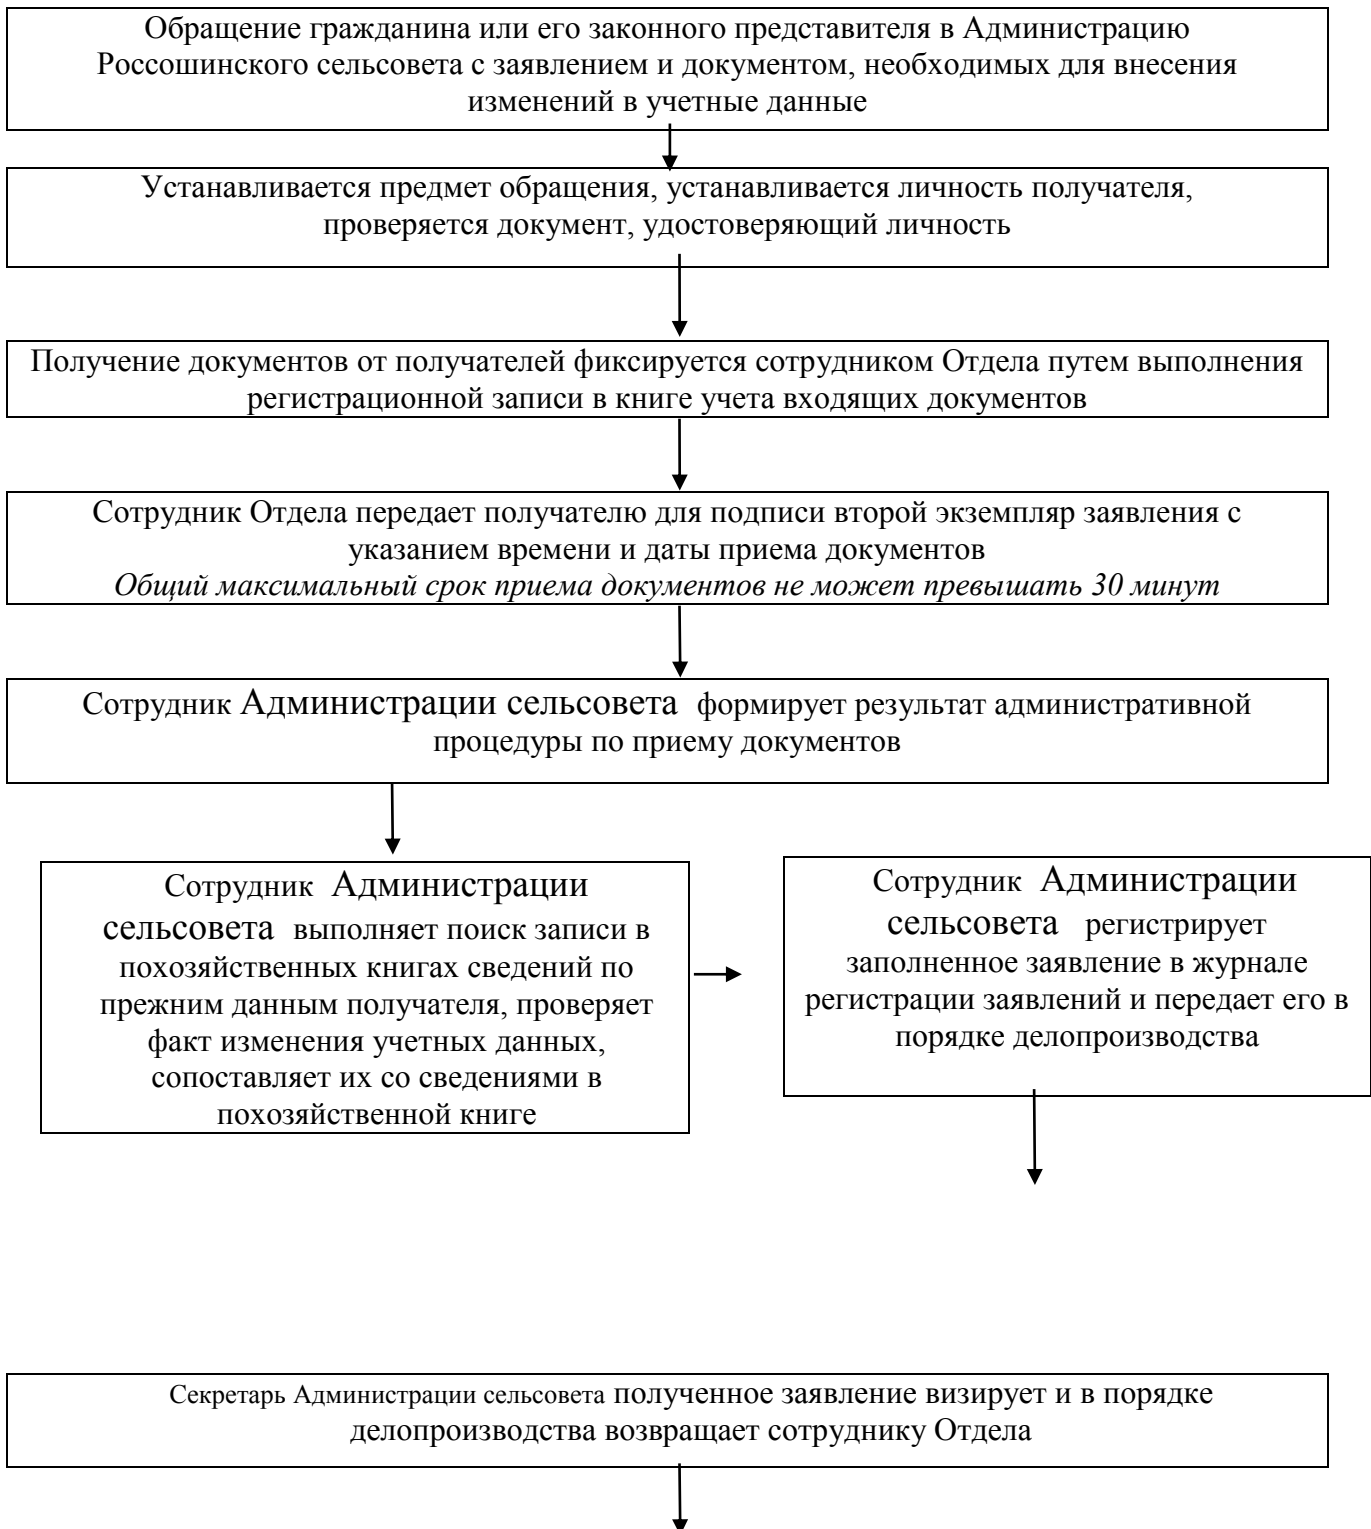 Обращение гражданина или его законного представителя в Администрацию
Россошинского сельсовета с заявлением и документом, необходимых для внесения
изменений в учетные данные
Устанавливается предмет обращения, устанавливается личность получателя,
проверяется документ, удостоверяющий личность
Получение документов от получателей фиксируется сотрудником Отдела путем выполнения
регистрационной записи в книге учета входящих документов
Сотрудник Отдела передает получателю для подписи второй экземпляр заявления с
указанием времени и даты приема документов
Общий максимальный срок приема документов не может превышать 30 минут
Сотрудник Администрации сельсовета формирует результат административной
процедуры по приему документов
Сотрудник Администрации
сельсовета выполняет поиск записи в
похозяйственных книгах сведений по
прежним данным получателя, проверяет
факт изменения учетных данных,
сопоставляет их со сведениями в
похозяйственной книге
Сотрудник Администрации
сельсовета регистрирует
заполненное заявление в журнале
регистрации заявлений и передает его в
порядке делопроизводства
Секретарь Администрации сельсовета полученное заявление визирует и в порядке
делопроизводства возвращает сотруднику Отдела